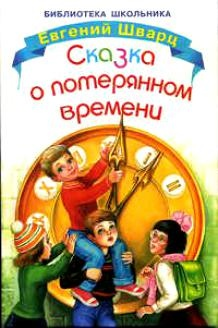 БИБЛИОТЕКА ШКОЛЬНИКА
Евгений Шварц
Сказка
о потерянном
времени